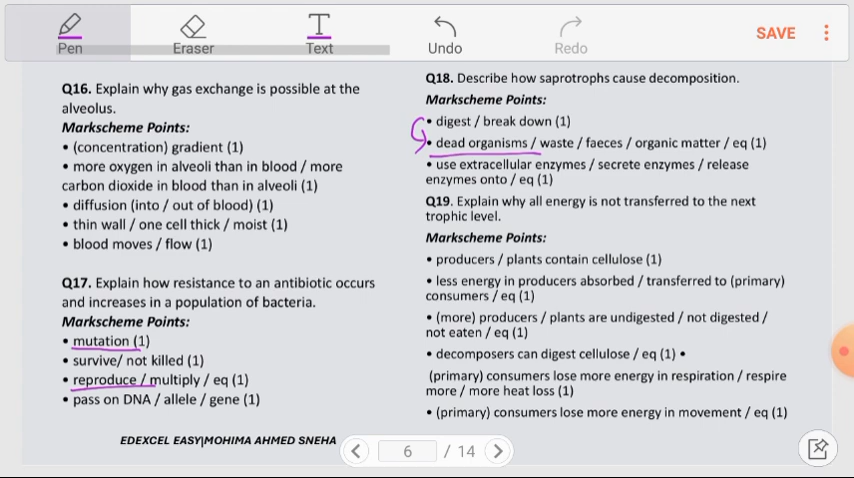 Pen
Eraser
Text
Undo
Redo
SAVE
Q16. Explain why gas exchange is possible at the
alveolus.
Markscheme Points:
• (concentration) gradient (1)
• more oxygen in alveoli than in blood / more
carbon dioxide in blood than in alveoli (1)
• diffusion (into / out of blood) (1)
• thin wall / one cell thick / moist (1)
• blood moves / flow (1)
Q17. Explain how resistance to an antibiotic occurs
and increases in a population of bacteria.
Markscheme Points:
• mutation (1)
• survive/ not killed (1)
• reproduce / multiply / eq (1)
• pass on DNA / allele / gene (1)
Q18. Describe how saprotrophs cause decomposition.
Markscheme Points:
• digest / break down (1)
• dead organisms / waste / faeces / organic matter / eq (1)
• use extracellular enzymes / secrete enzymes / release
enzymes onto / eq (1)
Q19. Explain why all energy is not transferred to the next
trophic level.
Markscheme Points:
• producers / plants contain cellulose (1)
• less energy in producers absorbed / transferred to (primary)
consumers / eq (1)
• (more) producers / plants are undigested / not digested /
not eaten / eq (1)
• decomposers can digest cellulose / eq (1) •
(primary) consumers lose more energy in respiration / respire
more / more heat loss (1)
• (primary) consumers lose more energy in movement / eq (1)
EDEXCEL EASY|MOHIMA AHMED SNEHA
6 / 14